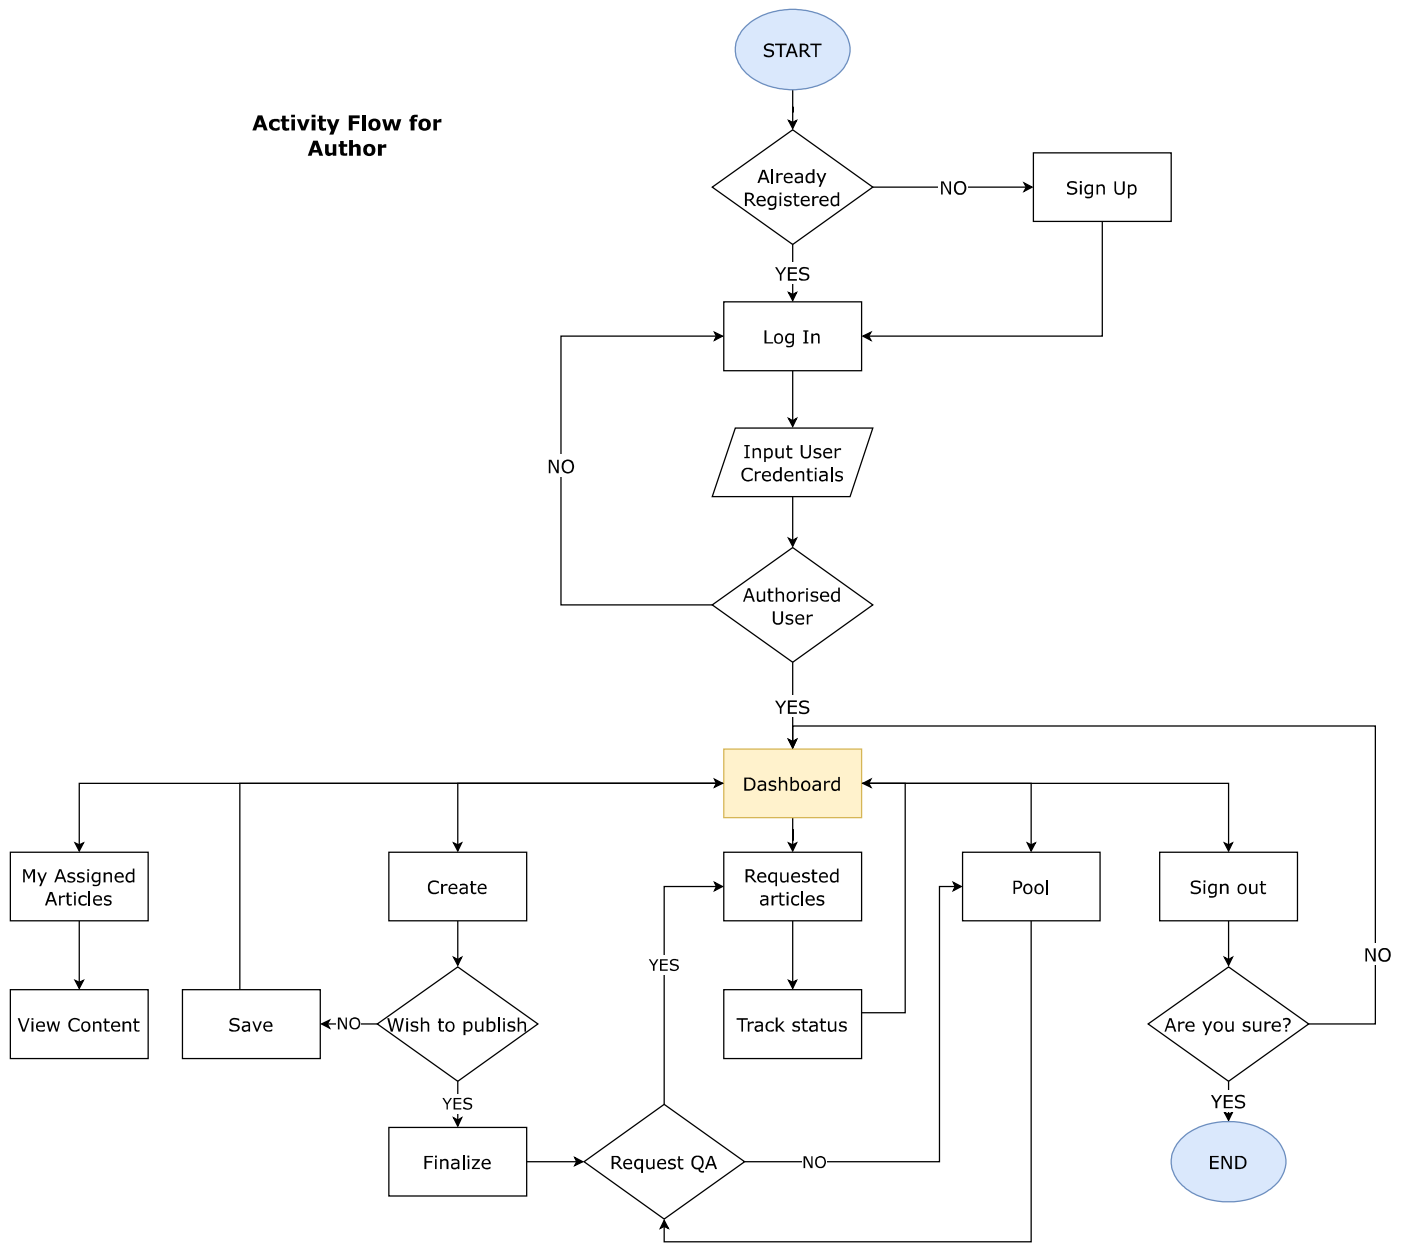 START
Activity Flow for
Author
Already
Registered
NO
Sign Up
YES
Log In
Input User
Credentials
NO
Authorised
User
YES
Dashboard
My Assigned
Articles
Create
Requested
articles
Pool
Sign out
NO
YES
View Content
Save
NO
Wish to publish
Track status
Are you sure?
YES
YES
Finalize
Request QA
NO
END